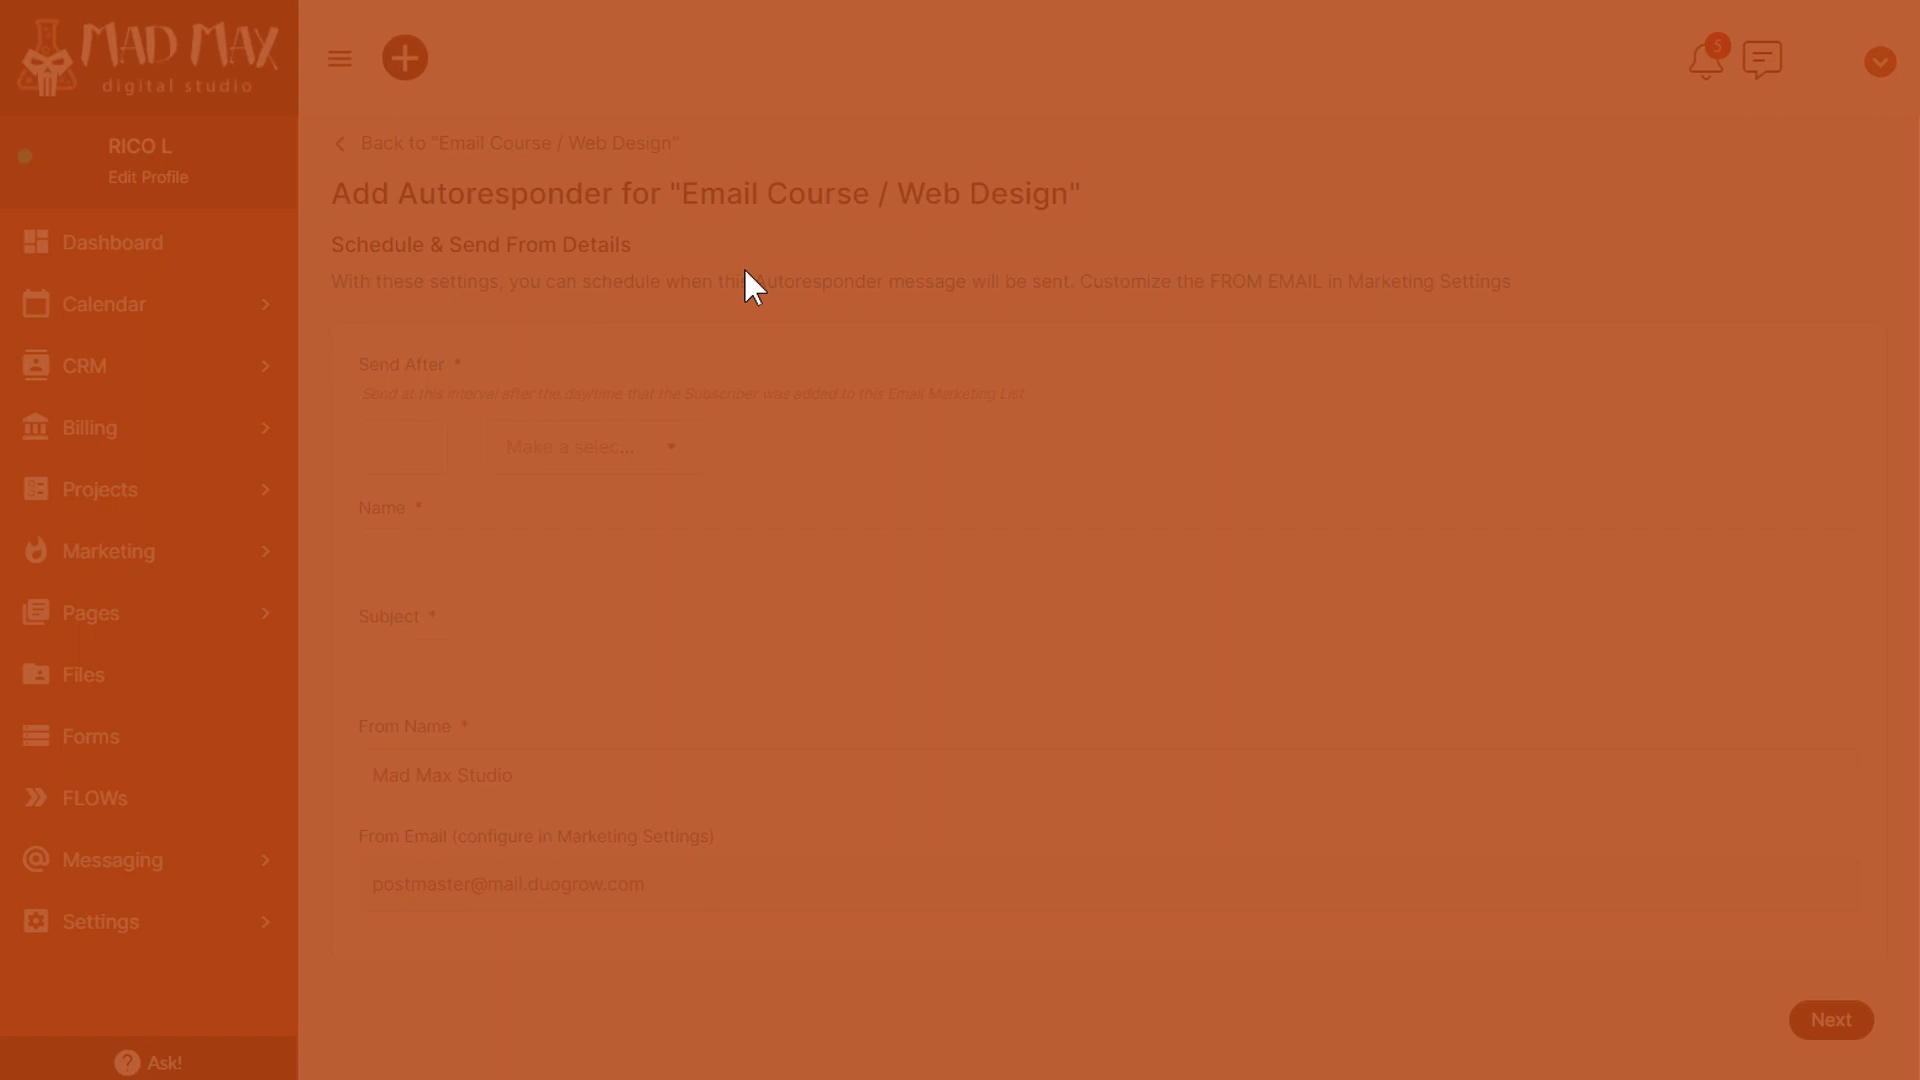 MAD MAX
digital studio
5
RICO L
Edit Profile
Dashboard
Calendar
CRM
Billing
Projects
Marketing
Pages
Files
Forms
FLOWs
Messaging
Settings
? Ask!
Back to "Email Course / Web Design"
Add Autoresponder for "Email Course / Web Design"
Schedule & Send From Details
With these settings, you can schedule when this Autoresponder message will be sent. Customize the FROM EMAIL in Marketing Settings
Send After *
Send at this interval after the day/time that the Subscriber was added to this Email Marketing List
Make a selec...
Name *
Subject *
From Name *
Mad Max Studio
From Email (configure in Marketing Settings)
postmaster@mail.duogrow.com
Next